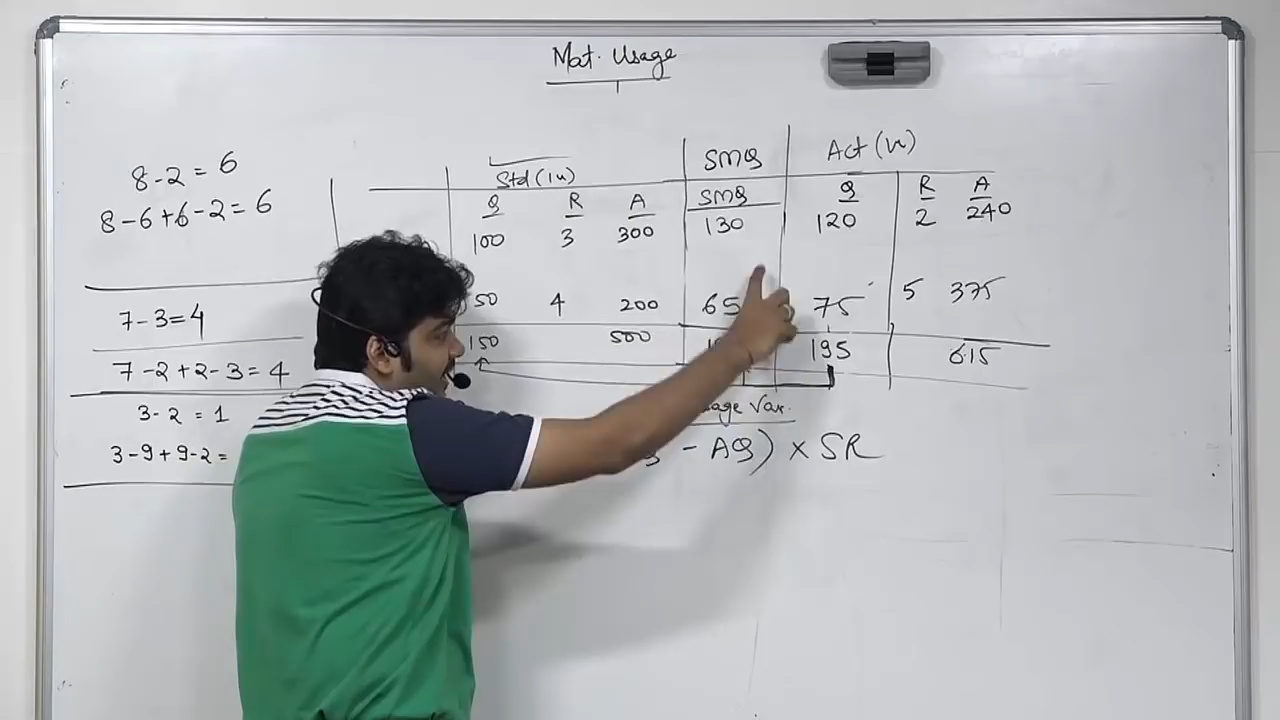 Mat. Usage
8-2 = 6
8-6+6-2 = 6
7-3=4
7-2+2-3=4
3-2 = 1
3-9+9-2=
Std (1u) SMQ Act (1u)
Q R A SMQ Q R A
100 3 300 130 120 2 240
50 4 200 65 75 5 375
150 500 195 615
Var.
- AQ) × SR